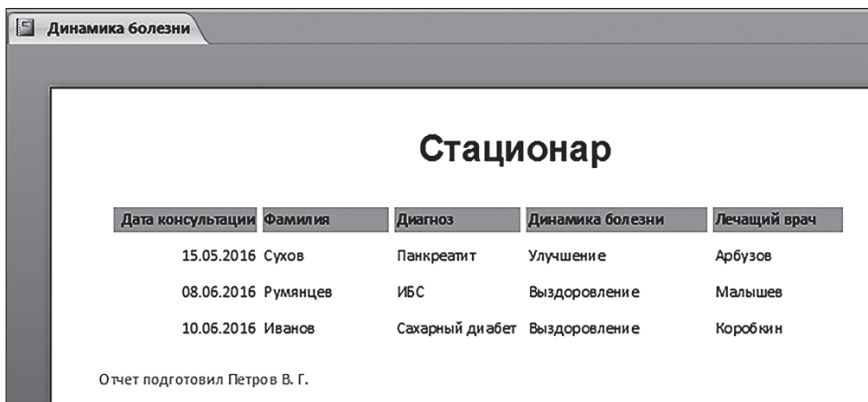 Динамика болезни
Стационар
Дата консультации Фамилия Диагноз Динамика болезни Лечащий врач
15.05.2016 Сухов Панкреатит Улучшение Арбузов
08.06.2016 Румянцев ИБС Выздоровление Малышев
10.06.2016 Иванов Сахарный диабет Выздоровление Коробкин
Отчет подготовил Петров В. Г.